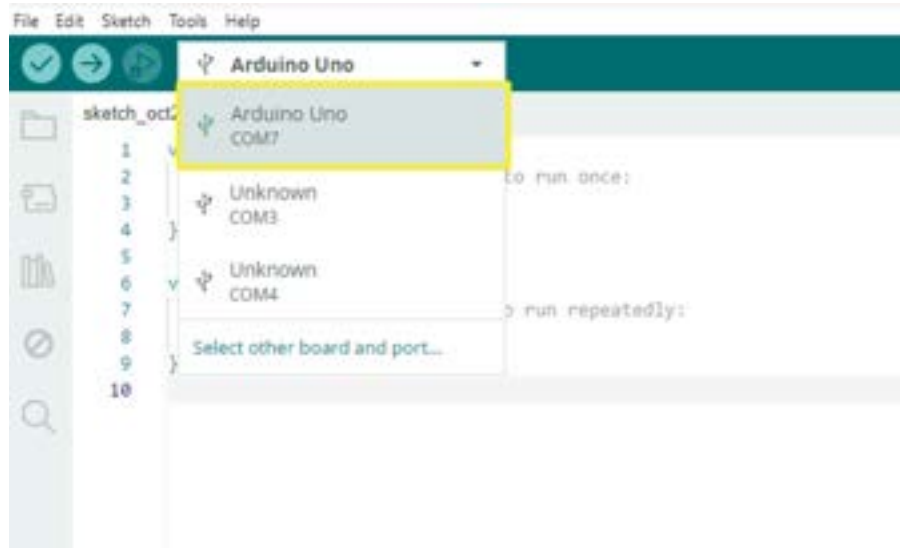 File Edit Sketch Tools Help
Arduino Uno
sketch_oct2
Arduino Uno
COM7
1 v
2 to run once:
3
Unknown
COM3
4 }
5
Unknown
COM4
6 v
7 o run repeatedly:
8
Select other board and port...
9 }
10